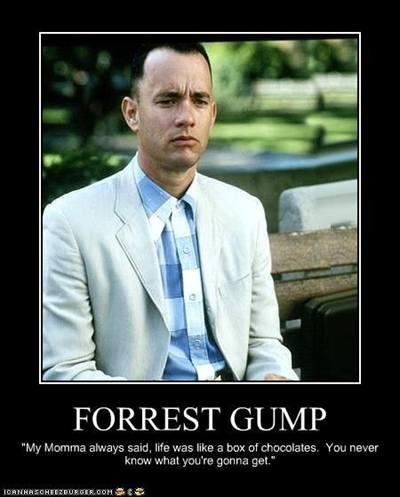 FORREST GUMP
"My Momma always said, life was like a box of chocolates. You never
know what you're gonna get."
ICANHASCHEEZBURGER.COM